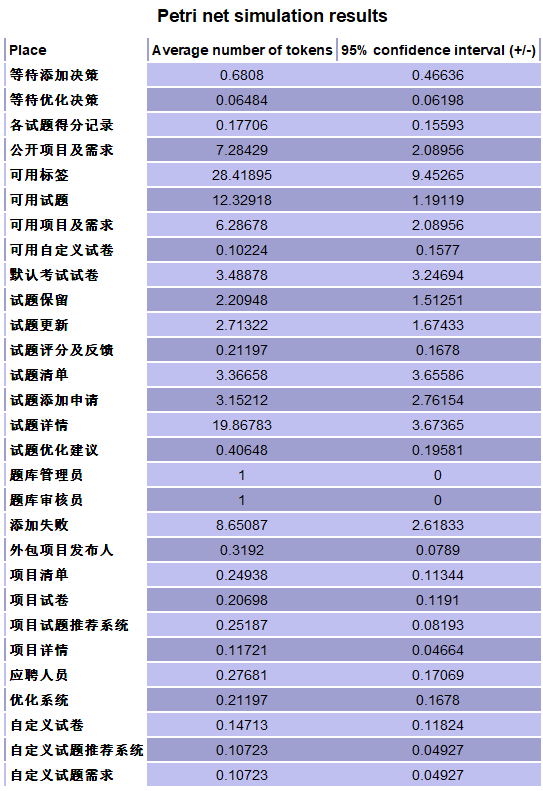 Petri net simulation results
Place Average number of tokens 95% confidence interval (+/-)
等待添加决策 0.6808 0.46636
等待优化决策 0.06484 0.06198
各试题得分记录 0.17706 0.15593
公开项目及需求 7.28429 2.08956
可用标签 28.41895 9.45265
可用试题 12.32918 1.19119
可用项目及需求 6.28678 2.08956
可用自定义试卷 0.10224 0.1577
默认考试试卷 3.48878 3.24694
试题保留 2.20948 1.51251
试题更新 2.71322 1.67433
试题评分及反馈 0.21197 0.1678
试题清单 3.36658 3.65586
试题添加申请 3.15212 2.76154
试题详情 19.86783 3.67365
试题优化建议 0.40648 0.19581
题库管理员 1 0
题库审核员 1 0
添加失败 8.65087 2.61833
外包项目发布人 0.3192 0.0789
项目清单 0.24938 0.11344
项目试卷 0.20698 0.1191
项目试题推荐系统 0.25187 0.08193
项目详情 0.11721 0.04664
应聘人员 0.27681 0.17069
优化系统 0.21197 0.1678
自定义试卷 0.14713 0.11824
自定义试题推荐系统 0.10723 0.04927
自定义试题需求 0.10723 0.04927